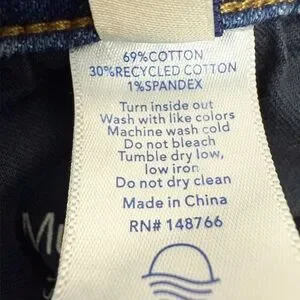 69%COTTON
30%RECYCLED COTTON
1%SPANDEX
Turn inside out
Wash with like colors
Machine wash cold
Do not bleach
Tumble dry low,
low iron
Do not dry clean
Made in China
RN# 148766